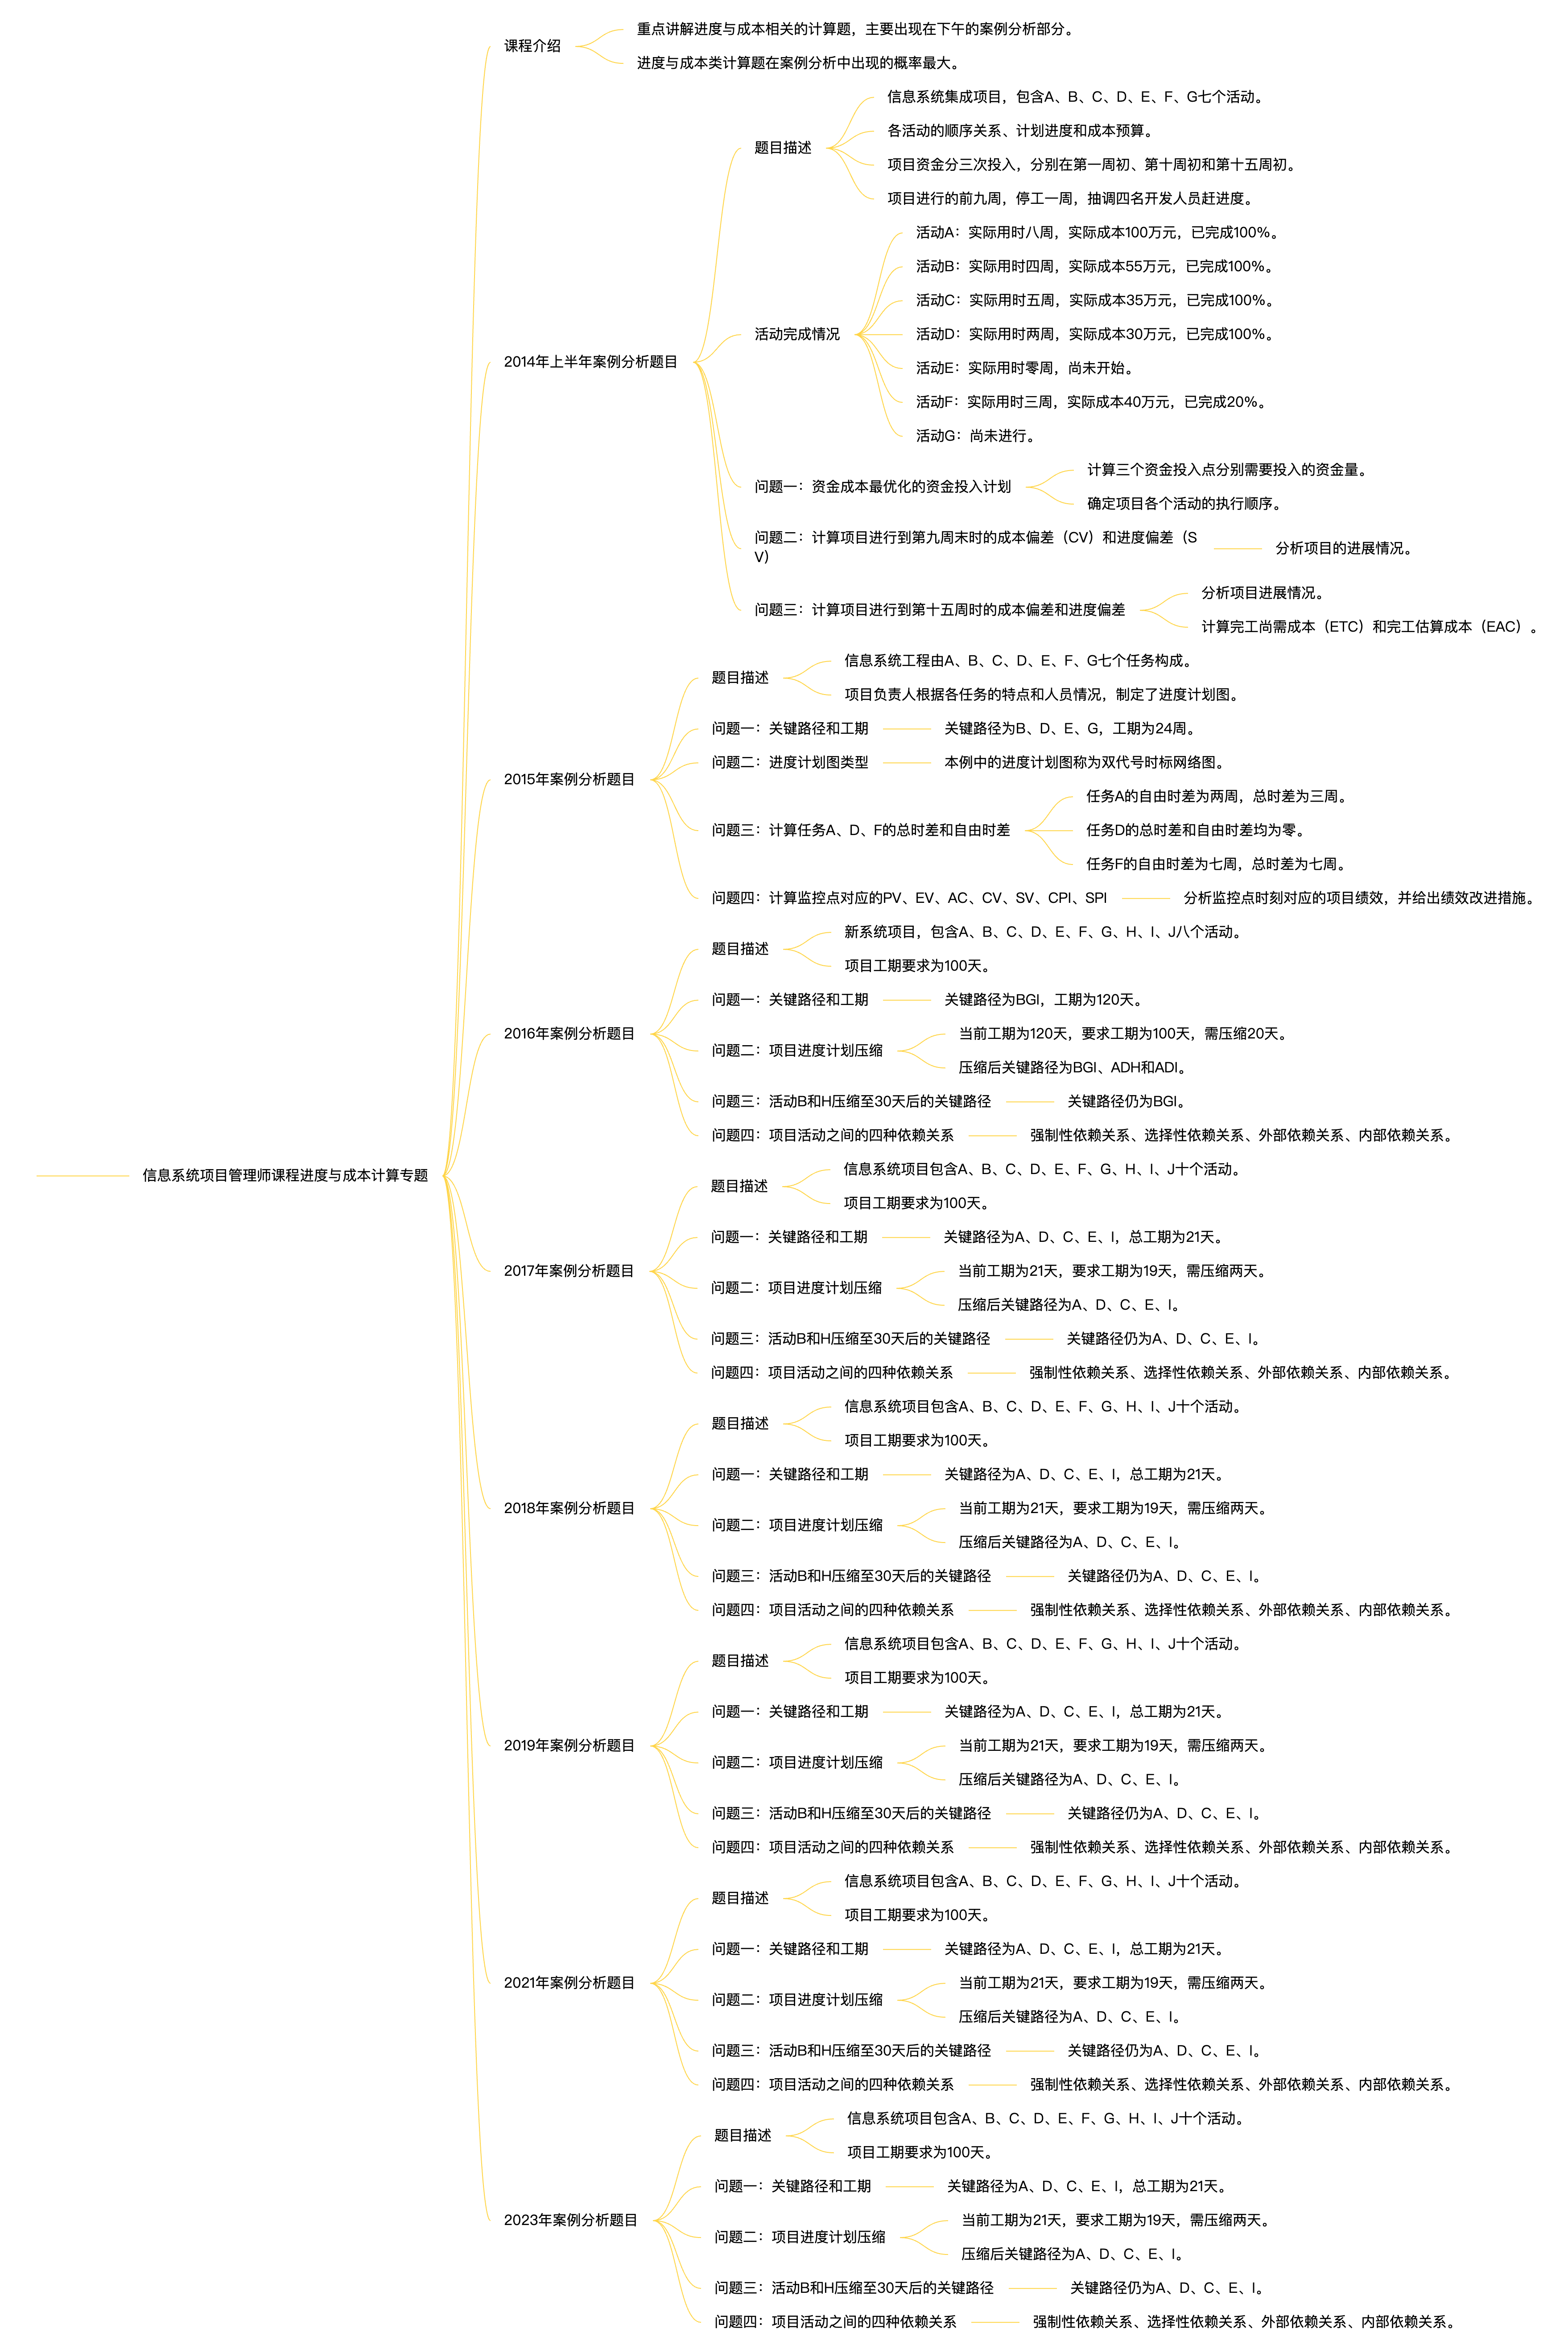 信息系统项目管理师课程进度与成本计算专题
课程介绍
重点讲解进度与成本相关的计算题，主要出现在下午的案例分析部分。
进度与成本类计算题在案例分析中出现的概率最大。
2014年上半年案例分析题目
题目描述
信息系统集成项目，包含A、B、C、D、E、F、G七个活动。
各活动的顺序关系、计划进度和成本预算。
项目资金分三次投入，分别在第一周初、第十周初和第十五周初。
项目进行的前九周，停工一周，抽调四名开发人员赶进度。
活动完成情况
活动A：实际用时八周，实际成本100万元，已完成100%。
活动B：实际用时四周，实际成本55万元，已完成100%。
活动C：实际用时五周，实际成本35万元，已完成100%。
活动D：实际用时两周，实际成本30万元，已完成100%。
活动E：实际用时零周，尚未开始。
活动F：实际用时三周，实际成本40万元，已完成20%。
活动G：尚未进行。
问题一：资金成本最优化的资金投入计划
计算三个资金投入点分别需要投入的资金量。
确定项目各个活动的执行顺序。
问题二：计算项目进行到第九周末时的成本偏差（CV）和进度偏差（S
V）
分析项目的进展情况。
问题三：计算项目进行到第十五周时的成本偏差和进度偏差
分析项目进展情况。
计算完工尚需成本（ETC）和完工估算成本（EAC）。
2015年案例分析题目
题目描述
信息系统工程由A、B、C、D、E、F、G七个任务构成。
项目负责人根据各任务的特点和人员情况，制定了进度计划图。
问题一：关键路径和工期
关键路径为B、D、E、G，工期为24周。
问题二：进度计划图类型
本例中的进度计划图称为双代号时标网络图。
问题三：计算任务A、D、F的总时差和自由时差
任务A的自由时差为两周，总时差为三周。
任务D的总时差和自由时差均为零。
任务F的自由时差为七周，总时差为七周。
问题四：计算监控点对应的PV、EV、AC、CV、SV、CPI、SPI
分析监控点时刻对应的项目绩效，并给出绩效改进措施。
2016年案例分析题目
题目描述
新系统项目，包含A、B、C、D、E、F、G、H、I、J八个活动。
项目工期要求为100天。
问题一：关键路径和工期
关键路径为BGI，工期为120天。
问题二：项目进度计划压缩
当前工期为120天，要求工期为100天，需压缩20天。
压缩后关键路径为BGI、ADH和ADI。
问题三：活动B和H压缩至30天后的关键路径
关键路径仍为BGI。
问题四：项目活动之间的四种依赖关系
强制性依赖关系、选择性依赖关系、外部依赖关系、内部依赖关系。
2017年案例分析题目
题目描述
信息系统项目包含A、B、C、D、E、F、G、H、I、J十个活动。
项目工期要求为100天。
问题一：关键路径和工期
关键路径为A、D、C、E、I，总工期为21天。
问题二：项目进度计划压缩
当前工期为21天，要求工期为19天，需压缩两天。
压缩后关键路径为A、D、C、E、I。
问题三：活动B和H压缩至30天后的关键路径
关键路径仍为A、D、C、E、I。
问题四：项目活动之间的四种依赖关系
强制性依赖关系、选择性依赖关系、外部依赖关系、内部依赖关系。
2018年案例分析题目
题目描述
信息系统项目包含A、B、C、D、E、F、G、H、I、J十个活动。
项目工期要求为100天。
问题一：关键路径和工期
关键路径为A、D、C、E、I，总工期为21天。
问题二：项目进度计划压缩
当前工期为21天，要求工期为19天，需压缩两天。
压缩后关键路径为A、D、C、E、I。
问题三：活动B和H压缩至30天后的关键路径
关键路径仍为A、D、C、E、I。
问题四：项目活动之间的四种依赖关系
强制性依赖关系、选择性依赖关系、外部依赖关系、内部依赖关系。
2019年案例分析题目
题目描述
信息系统项目包含A、B、C、D、E、F、G、H、I、J十个活动。
项目工期要求为100天。
问题一：关键路径和工期
关键路径为A、D、C、E、I，总工期为21天。
问题二：项目进度计划压缩
当前工期为21天，要求工期为19天，需压缩两天。
压缩后关键路径为A、D、C、E、I。
问题三：活动B和H压缩至30天后的关键路径
关键路径仍为A、D、C、E、I。
问题四：项目活动之间的四种依赖关系
强制性依赖关系、选择性依赖关系、外部依赖关系、内部依赖关系。
2021年案例分析题目
题目描述
信息系统项目包含A、B、C、D、E、F、G、H、I、J十个活动。
项目工期要求为100天。
问题一：关键路径和工期
关键路径为A、D、C、E、I，总工期为21天。
问题二：项目进度计划压缩
当前工期为21天，要求工期为19天，需压缩两天。
压缩后关键路径为A、D、C、E、I。
问题三：活动B和H压缩至30天后的关键路径
关键路径仍为A、D、C、E、I。
问题四：项目活动之间的四种依赖关系
强制性依赖关系、选择性依赖关系、外部依赖关系、内部依赖关系。
2023年案例分析题目
题目描述
信息系统项目包含A、B、C、D、E、F、G、H、I、J十个活动。
项目工期要求为100天。
问题一：关键路径和工期
关键路径为A、D、C、E、I，总工期为21天。
问题二：项目进度计划压缩
当前工期为21天，要求工期为19天，需压缩两天。
压缩后关键路径为A、D、C、E、I。
问题三：活动B和H压缩至30天后的关键路径
关键路径仍为A、D、C、E、I。
问题四：项目活动之间的四种依赖关系
强制性依赖关系、选择性依赖关系、外部依赖关系、内部依赖关系。